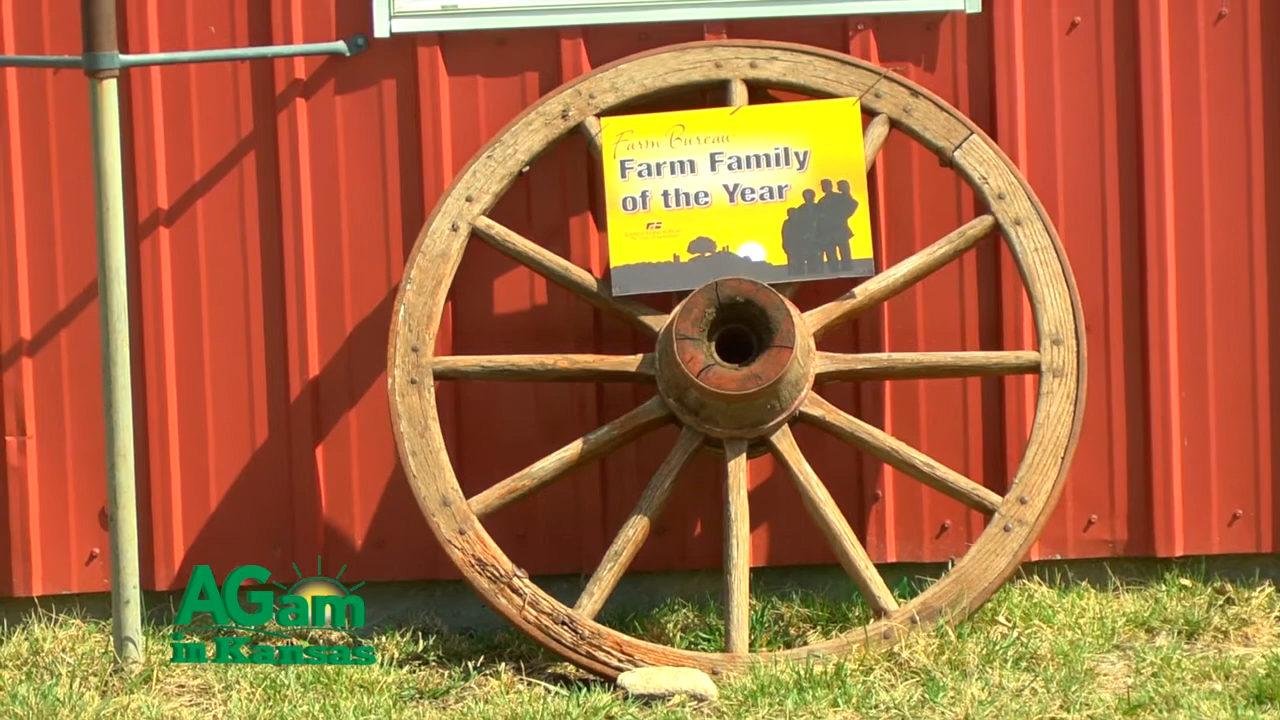 Farm Bureau
Farm Family
of the Year
AGam
in Kansas